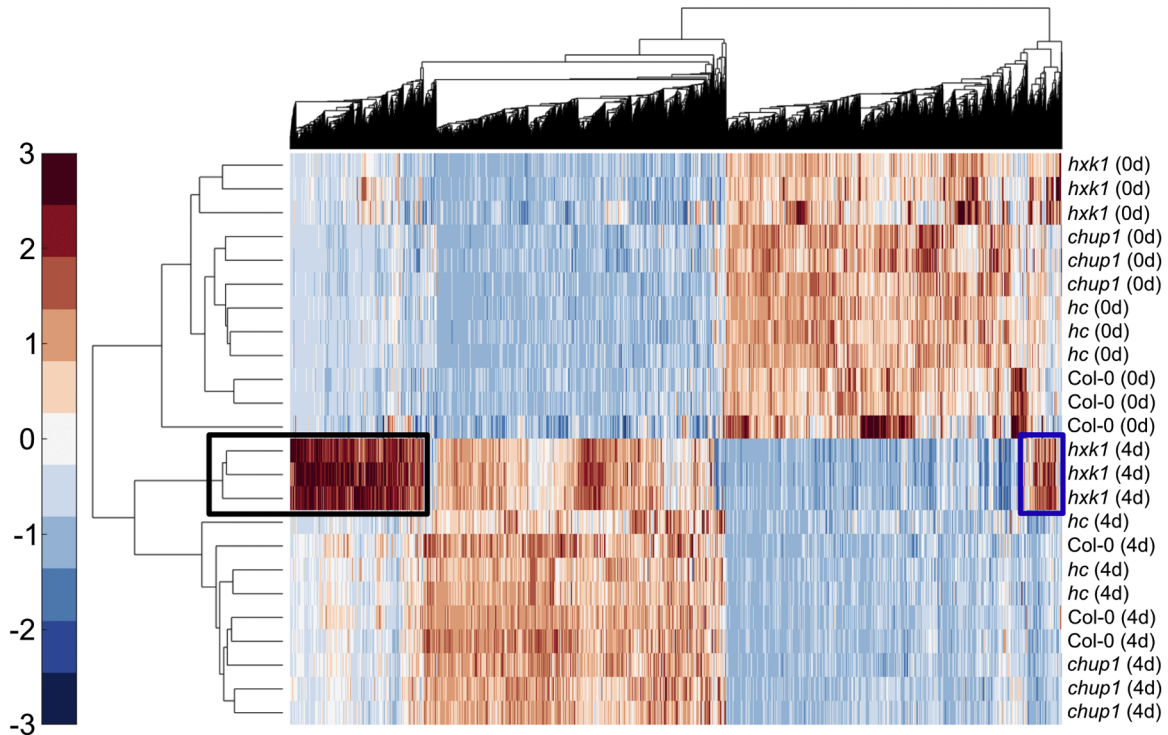 3
2
1
0
-1
-2
-3
hxk1 (0d)
hxk1 (0d)
hxk1 (0d)
chup1 (0d)
chup1 (0d)
chup1 (0d)
hc (0d)
hc (0d)
hc (0d)
Col-0 (0d)
Col-0 (0d)
Col-0 (0d)
hxk1 (4d)
hxk1 (4d)
hxk1 (4d)
hc (4d)
Col-0 (4d)
hc (4d)
hc (4d)
Col-0 (4d)
Col-0 (4d)
chup1 (4d)
chup1 (4d)
chup1 (4d)